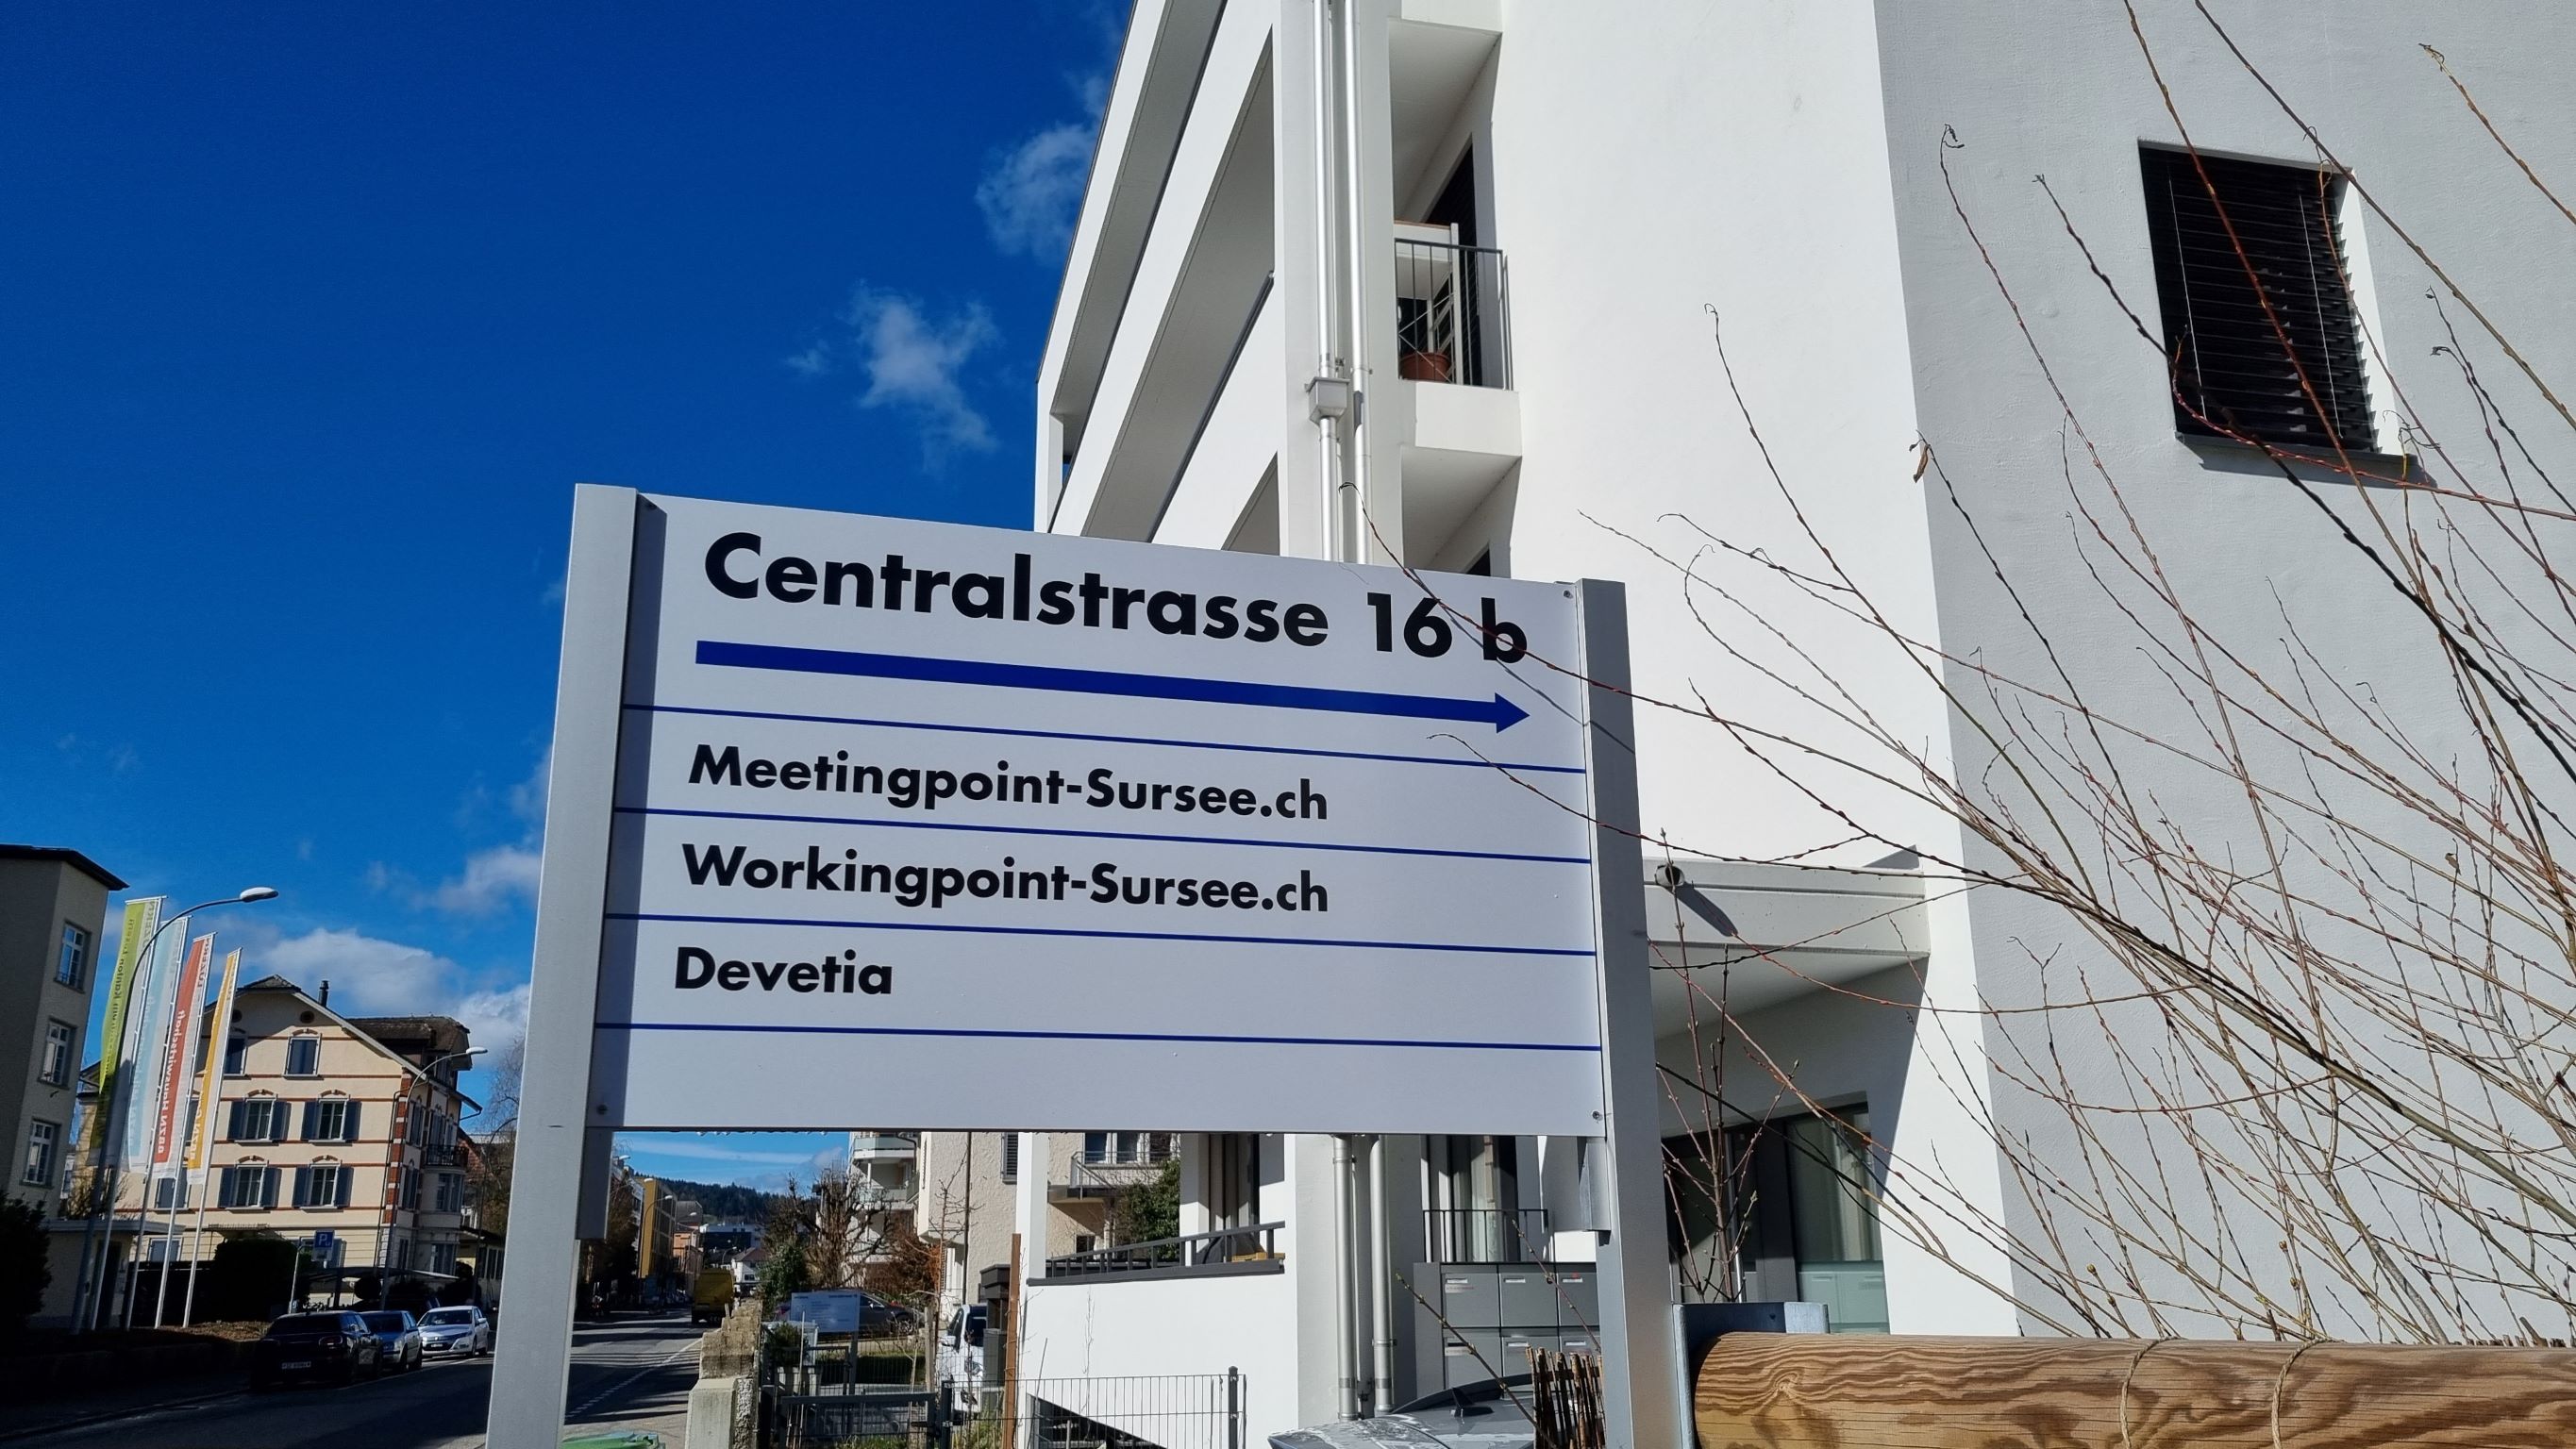 Centralstrasse 16 b
Meetingpoint-Sursee.ch
Workingpoint-Sursee.ch
Devetia